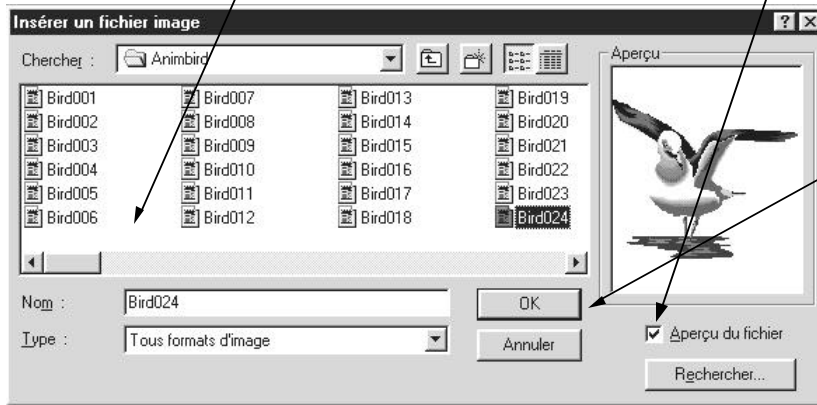 Insérer un fichier image
Chercher : Animbird
Aperçu
Bird001 Bird007 Bird013 Bird019
Bird002 Bird008 Bird014 Bird020
Bird003 Bird009 Bird015 Bird021
Bird004 Bird010 Bird016 Bird022
Bird005 Bird011 Bird017 Bird023
Bird006 Bird012 Bird018 Bird024
Nom : Bird024 OK
Aperçu du fichier
Type : Tous formats d'image Annuler
Rechercher...